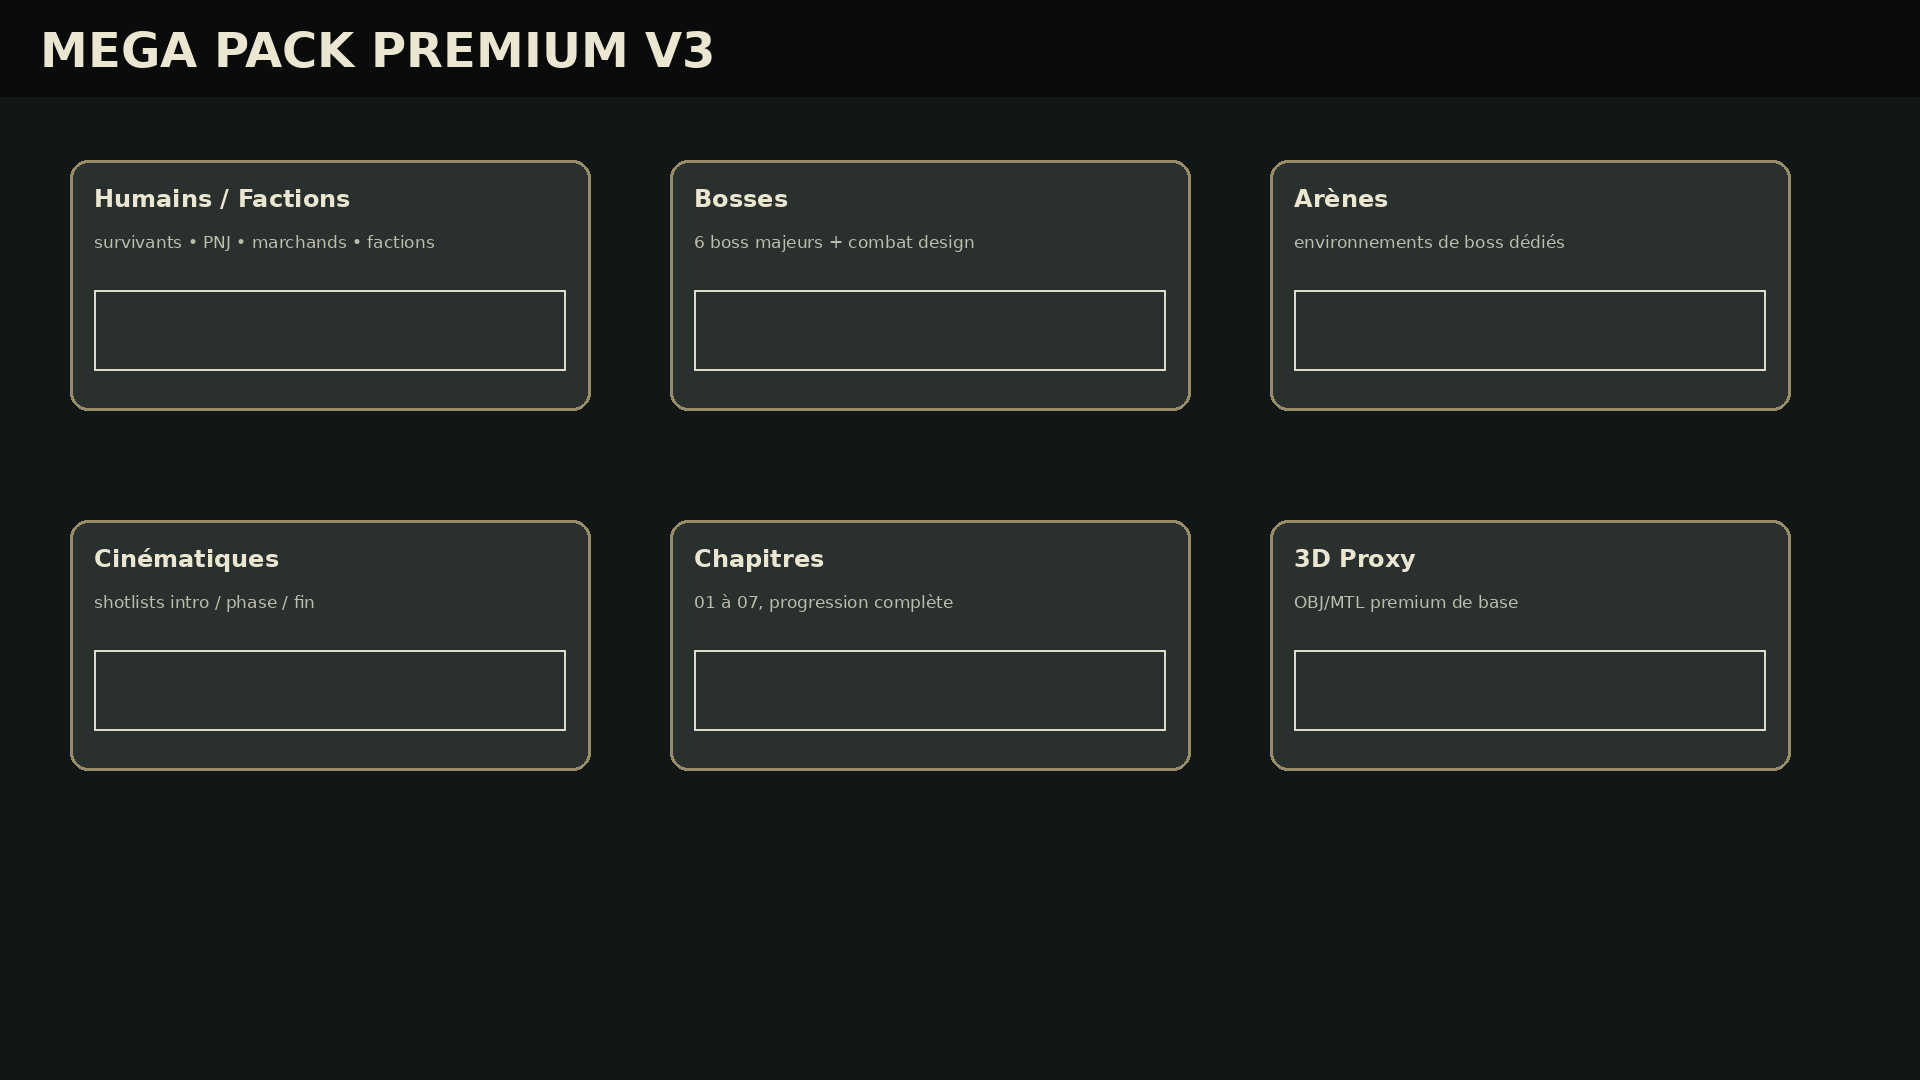 MEGA PACK PREMIUM V3
Humains / Factions
survivants • PNJ • marchands • factions
Bosses
6 boss majeurs + combat design
Arènes
environnements de boss dédiés
Cinématiques
shotlists intro / phase / fin
Chapitres
01 à 07, progression complète
3D Proxy
OBJ/MTL premium de base